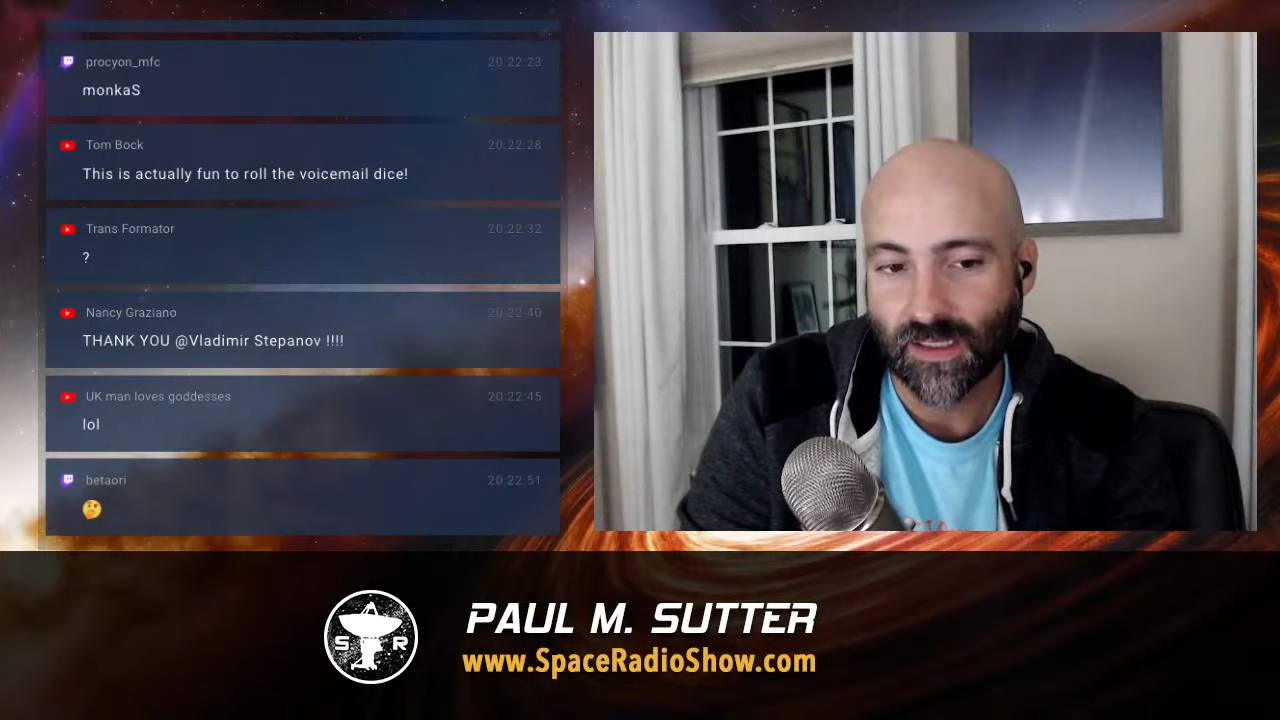 procyon_mfc 20:22:23
monkaS
Tom Bock 20:22:28
This is actually fun to roll the voicemail dice!
Trans Formator 20:22:32
?
Nancy Graziano 20:22:40
THANK YOU @Vladimir Stepanov !!!!
UK man loves goddesses 20:22:45
lol
betaori 20:22:51
S R
PAUL M. SUTTER
www.SpaceRadioShow.com